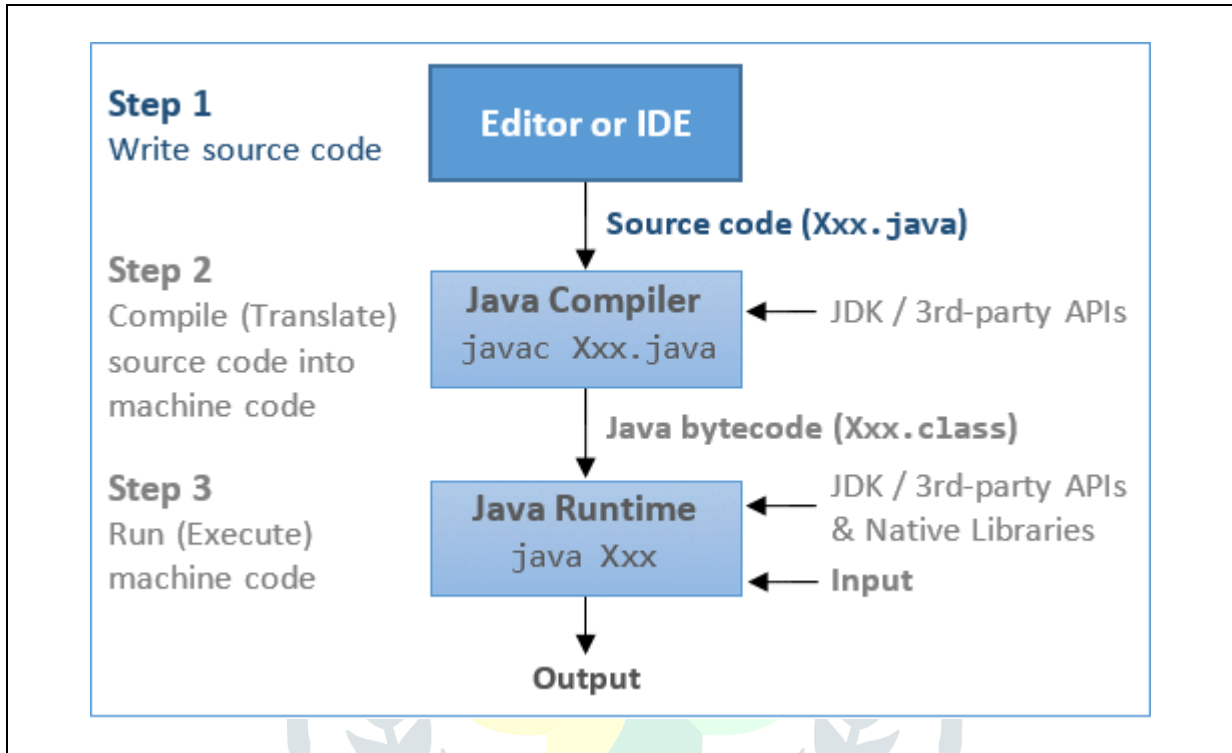 Step 1
Write source code
Editor or IDE
Source code (Xxx.java)
Step 2
Compile (Translate)
source code into
machine code
Java Compiler
javac Xxx.java
JDK / 3rd-party APIs
Java bytecode (Xxx.class)
Step 3
Run (Execute)
machine code
Java Runtime
java Xxx
JDK / 3rd-party APIs
& Native Libraries
Input
Output